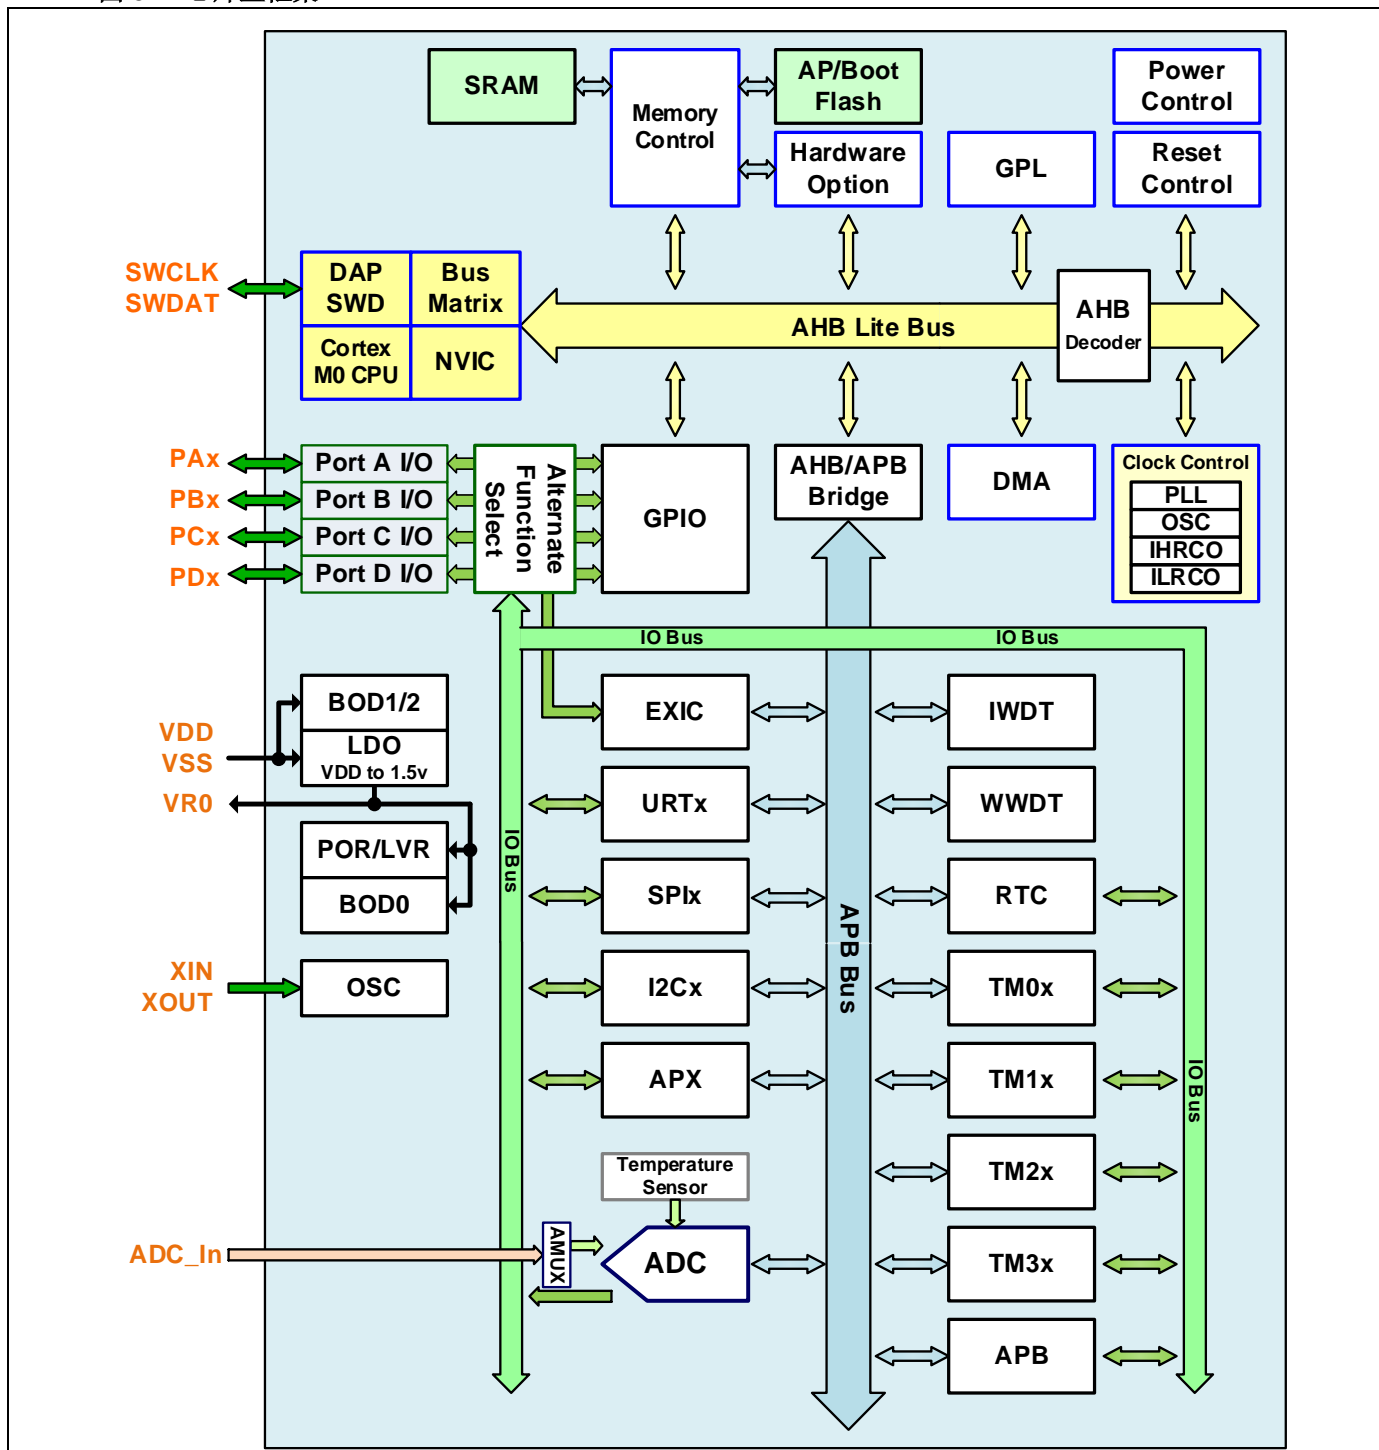 SRAM
Memory
Control
AP/Boot
Flash
Power
Control
Hardware
Option
GPL
Reset
Control
SWCLK
SWDAT
DAP
SWD
Bus
Matrix
Cortex
M0 CPU
NVIC
AHB Lite Bus
AHB
Decoder
PAx
PBx
PCx
PDx
Port A I/O
Port B I/O
Port C I/O
Port D I/O
Alternate
Function
Select
GPIO
AHB/APB
Bridge
DMA
Clock Control
PLL
OSC
IHRCO
ILRCO
IO Bus
IO Bus
VDD
VSS
VR0
BOD1/2
LDO
VDD to 1.5v
POR/LVR
BOD0
XIN
XOUT
OSC
IO Bus
EXIC
URTx
SPIx
I2Cx
APX
Temperature
Sensor
ADC_In
AMUX
ADC
APB Bus
IWDT
WWDT
RTC
TM0x
TM1x
TM2x
TM3x
APB
IO Bus